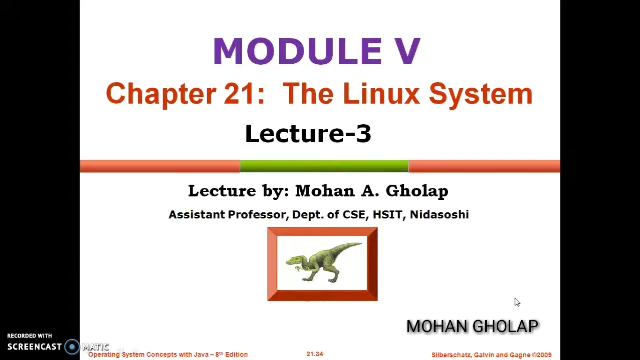 MODULE V
Chapter 21: The Linux System
Lecture-3
Lecture by: Mohan A. Gholap
Assistant Professor, Dept. of CSE, HSIT, Nidasoshi
MOHAN GHOLAP
RECORDED WITH
SCREENCAST MATIC
Operating System Concepts with Java – 8th Edition
21.34
Silberschatz, Galvin and Gagne ©2009